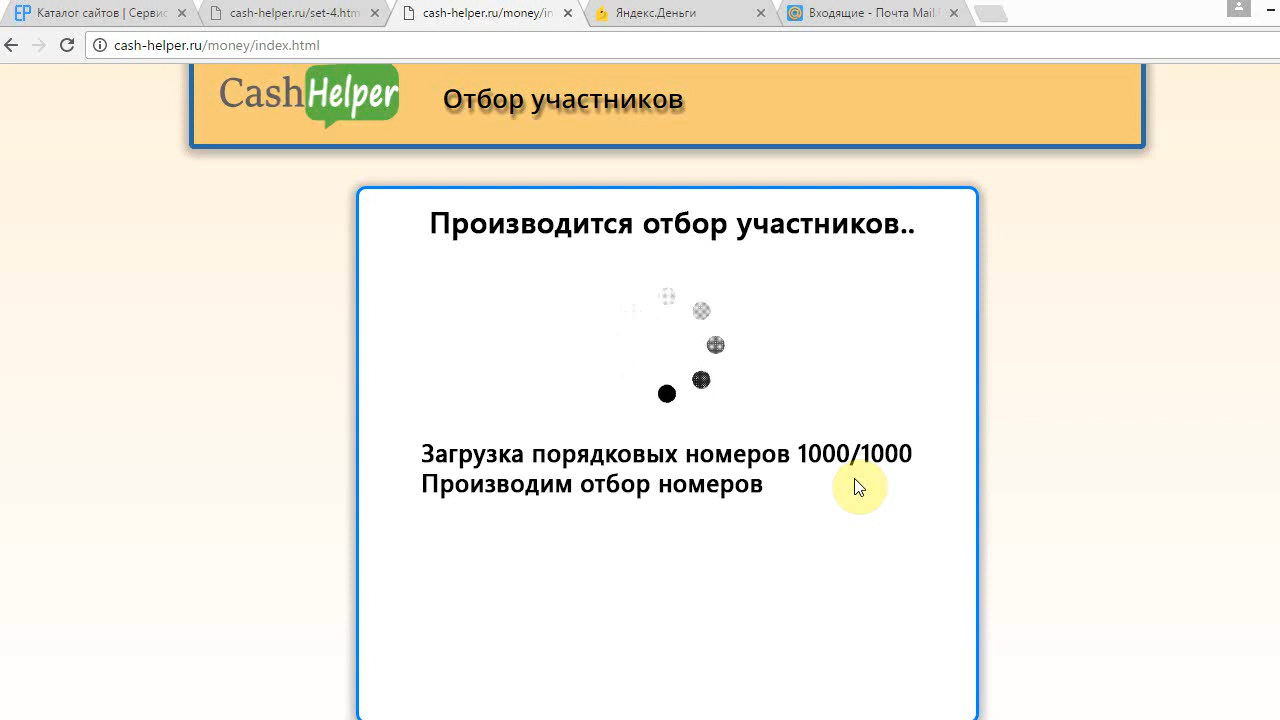 Каталог сайтов | Сервис
cash-helper.ru/set-4.htm
cash-helper.ru/money/in
Яндекс.Деньги
Входящие - Почта Mail
cash-helper.ru/money/index.html
CashHelper
Отбор участников
Производится отбор участников..
Загрузка порядковых номеров 1000/1000
Производим отбор номеров